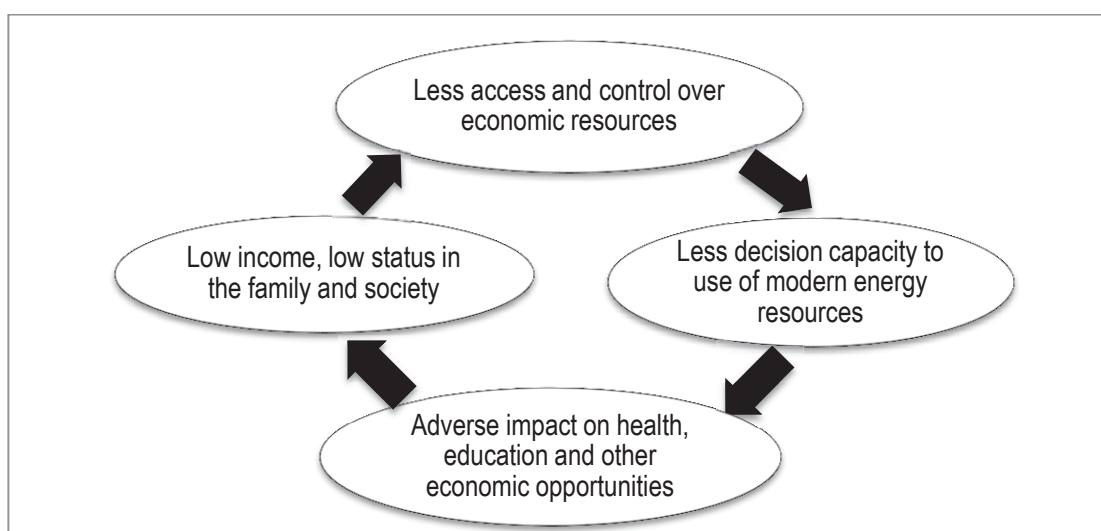 Less access and control over
economic resources
Less decision capacity to
use of modern energy
resources
Adverse impact on health,
education and other
economic opportunities
Low income, low status in
the family and society